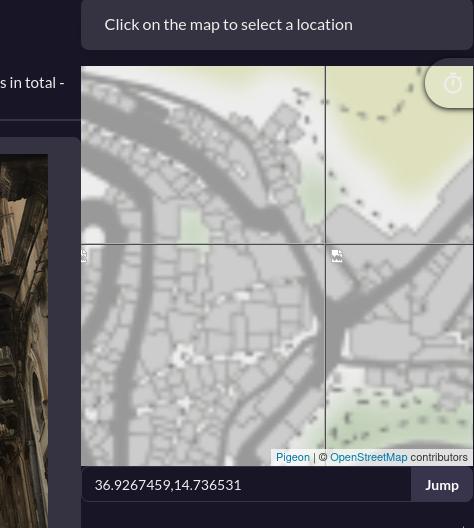 Click on the map to select a location
s in total -
Pigeon | © OpenStreetMap contributors
36.9267459,14.736531
Jump